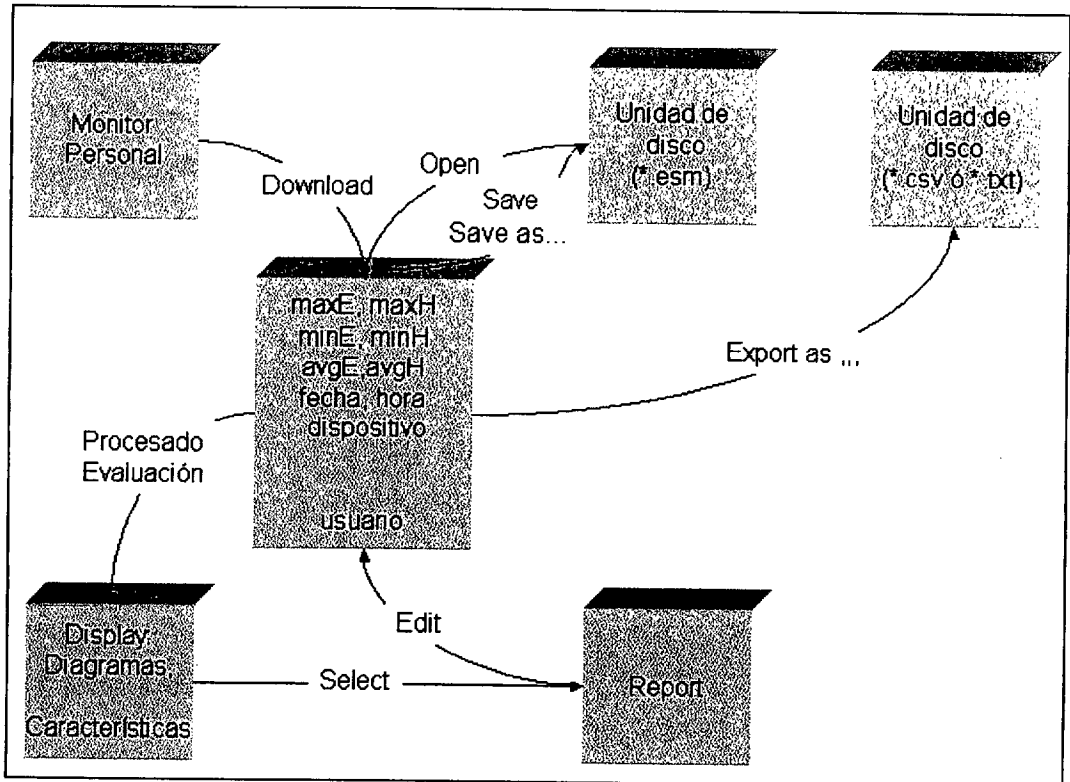 Monitor
Personal
Download
Open
Save
Save as...
Unidad de
disco
(*.esm)
Unidad de
disco
(*.csv ó *.txt)
maxE, maxH
minE, minH
avgE,avgH
fecha, hora
dispositivo
usuario
Export as ...
Procesado
Evaluación
Display
Diagramas,
Características
Select
Edit
Report